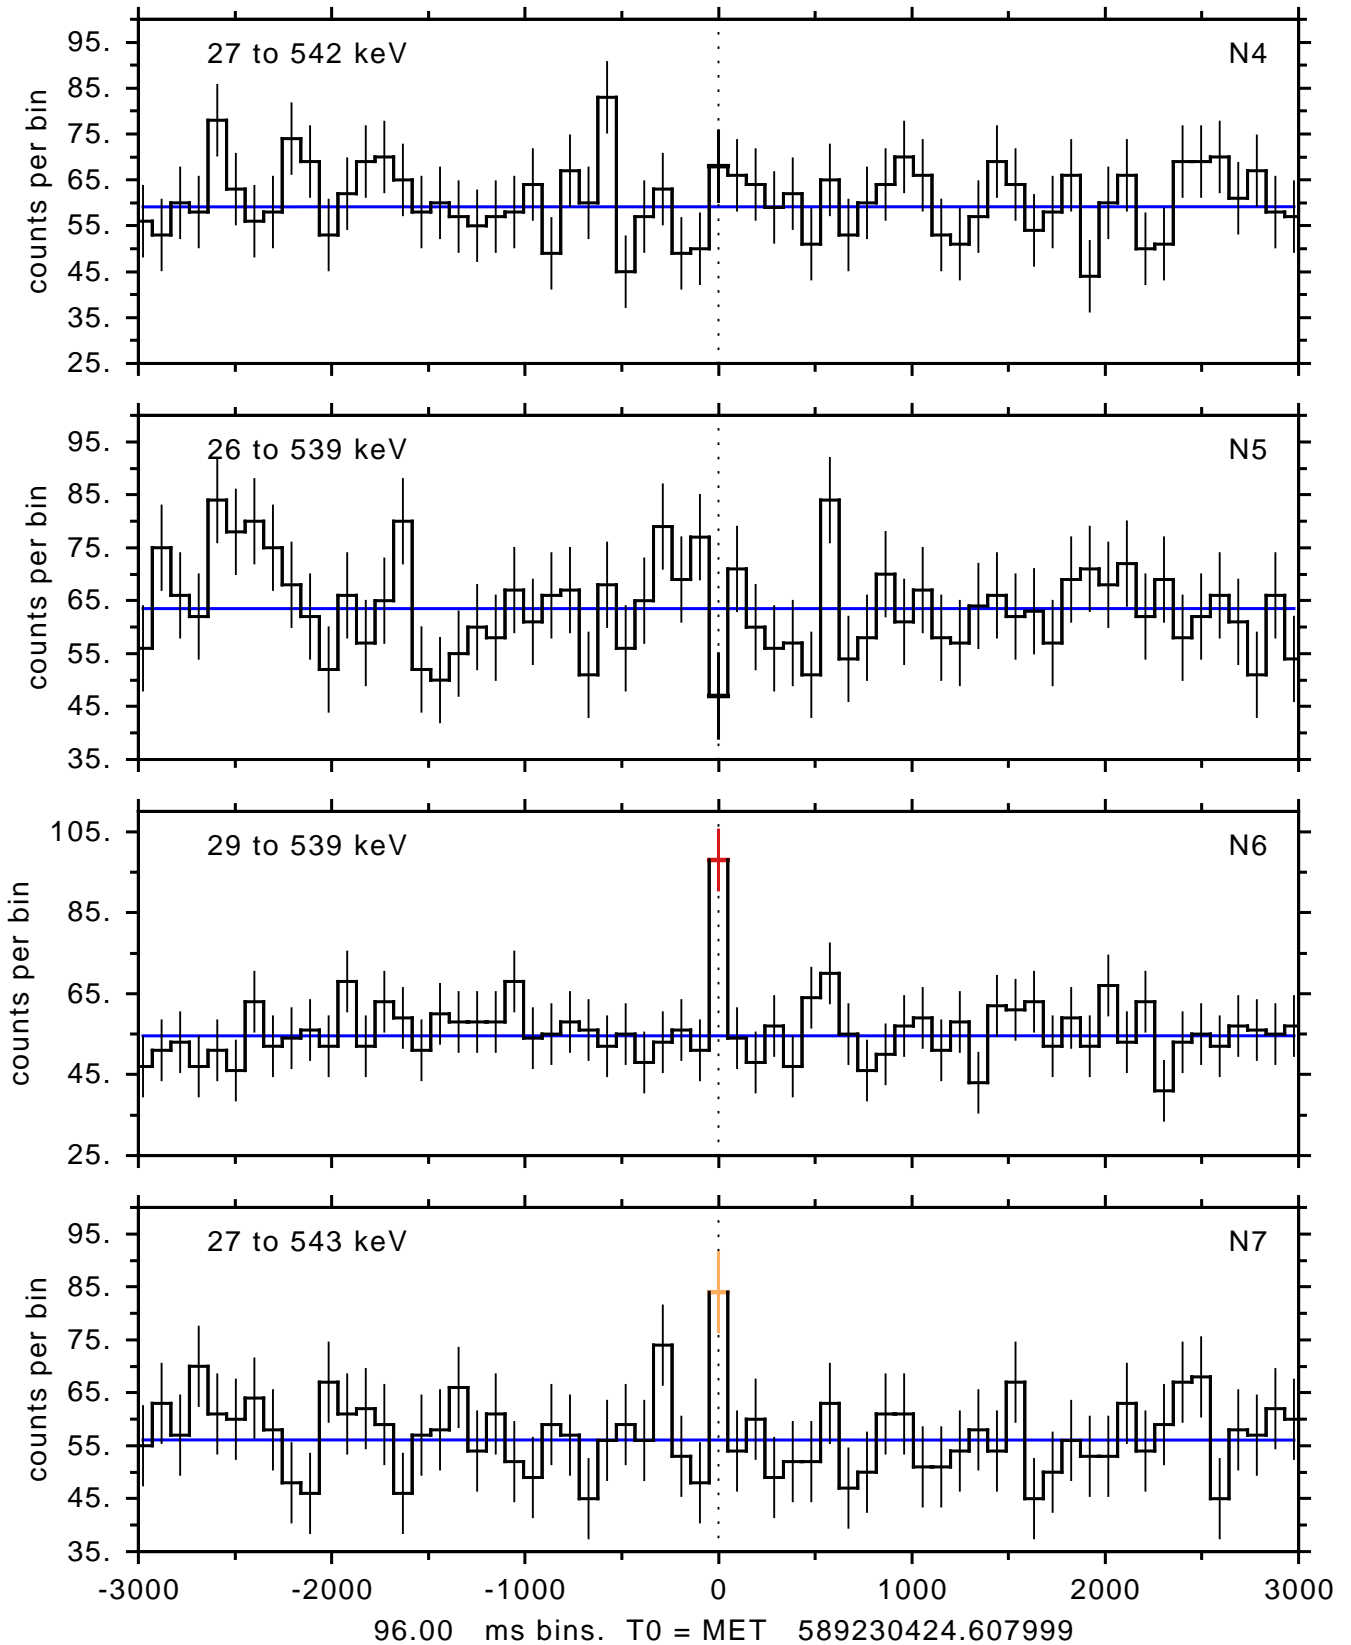 27 to 542 keV N4
95.
85.
75.
65.
55.
45.
35.
25.
counts per bin
26 to 539 keV N5
95.
85.
75.
65.
55.
45.
35.
counts per bin
29 to 539 keV N6
105.
85.
65.
45.
25.
counts per bin
27 to 543 keV N7
95.
85.
75.
65.
55.
45.
35.
counts per bin
-3000 -2000 -1000 0 1000 2000 3000
96.00 ms bins. T0 = MET 589230424.607999